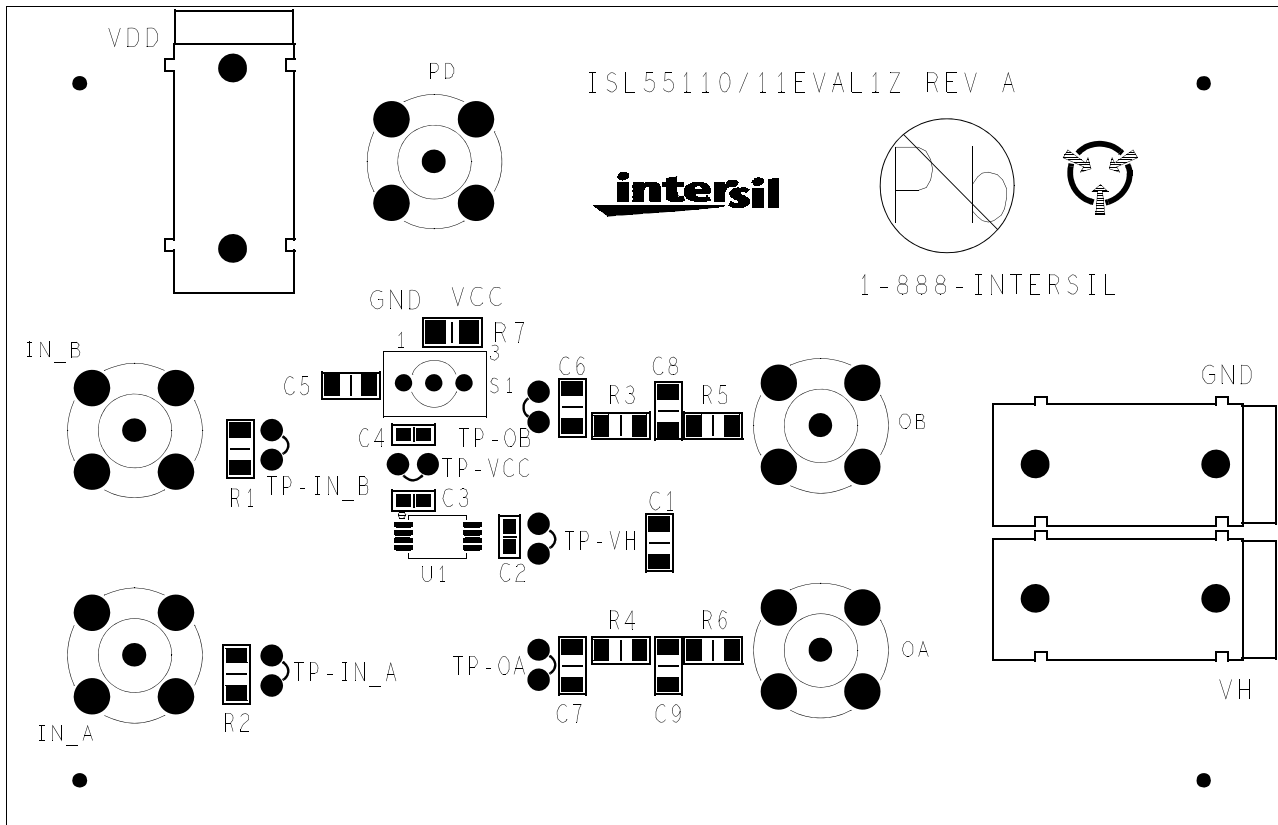 VDD
PD
ISL55110/11EVAL1Z REV A
Pb
intersil
1-888-INTERSIL
GND VCC
1
R7
3
IN_B
C5
S1
C6
C8
GND
R3
R5
OB
C4
TP-OB
TP-VCC
R1
TP-IN_B
C3
C1
TP-VH
U1
C2
R4
R6
OA
TP-OA
TP-IN_A
VH
C7
C9
R2
IN_A